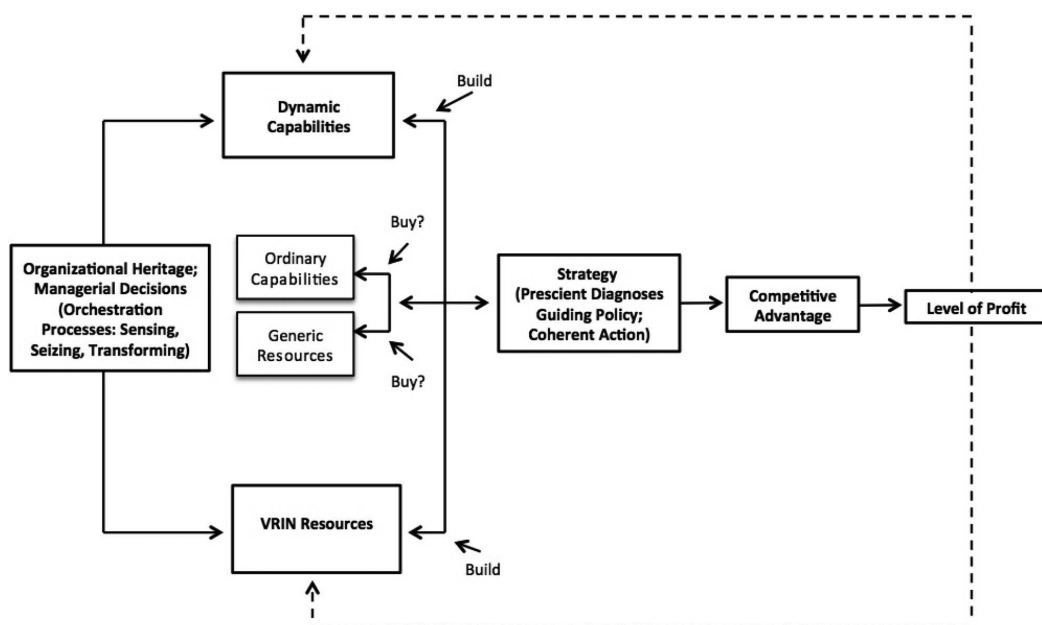 Build
Dynamic
Capabilities
Buy?
Ordinary
Capabilities
Organizational Heritage;
Managerial Decisions
(Orchestration
Processes: Sensing,
Seizing, Transforming)
Generic
Resources
Buy?
Strategy
(Prescient Diagnoses
Guiding Policy;
Coherent Action)
Competitive
Advantage
Level of Profit
VRIN Resources
Build